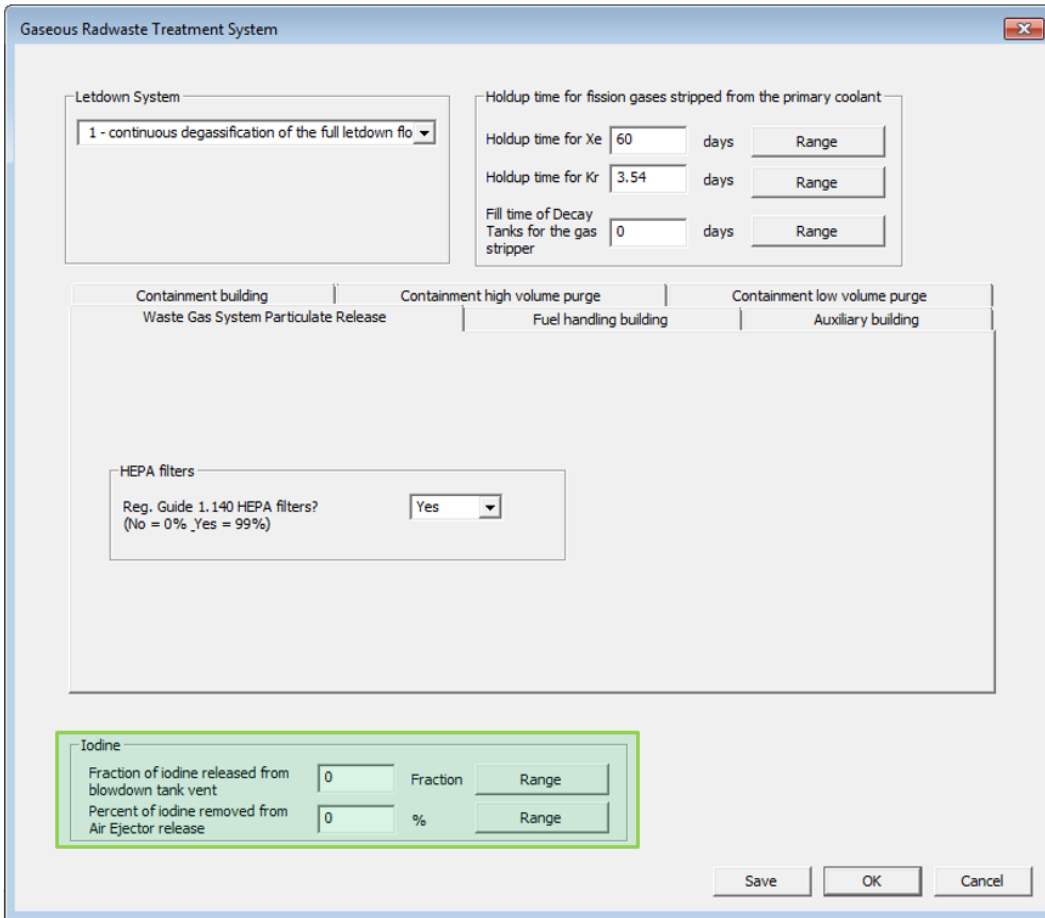 Gaseous Radwaste Treatment System
Letdown System
1 - continuous degassification of the full letdown flo
Holdup time for fission gases stripped from the primary coolant
Holdup time for Xe 60 days Range
Holdup time for Kr 3.54 days Range
Fill time of Decay
Tanks for the gas 0 days Range
stripper
Containment building Containment high volume purge Containment low volume purge
Waste Gas System Particulate Release Fuel handling building Auxiliary building
HEPA filters
Reg. Guide 1.140 HEPA filters? Yes
(No = 0% _Yes = 99%)
Iodine
Fraction of iodine released from 0 Fraction Range
blowdown tank vent
Percent of iodine removed from 0 % Range
Air Ejector release
Save OK Cancel